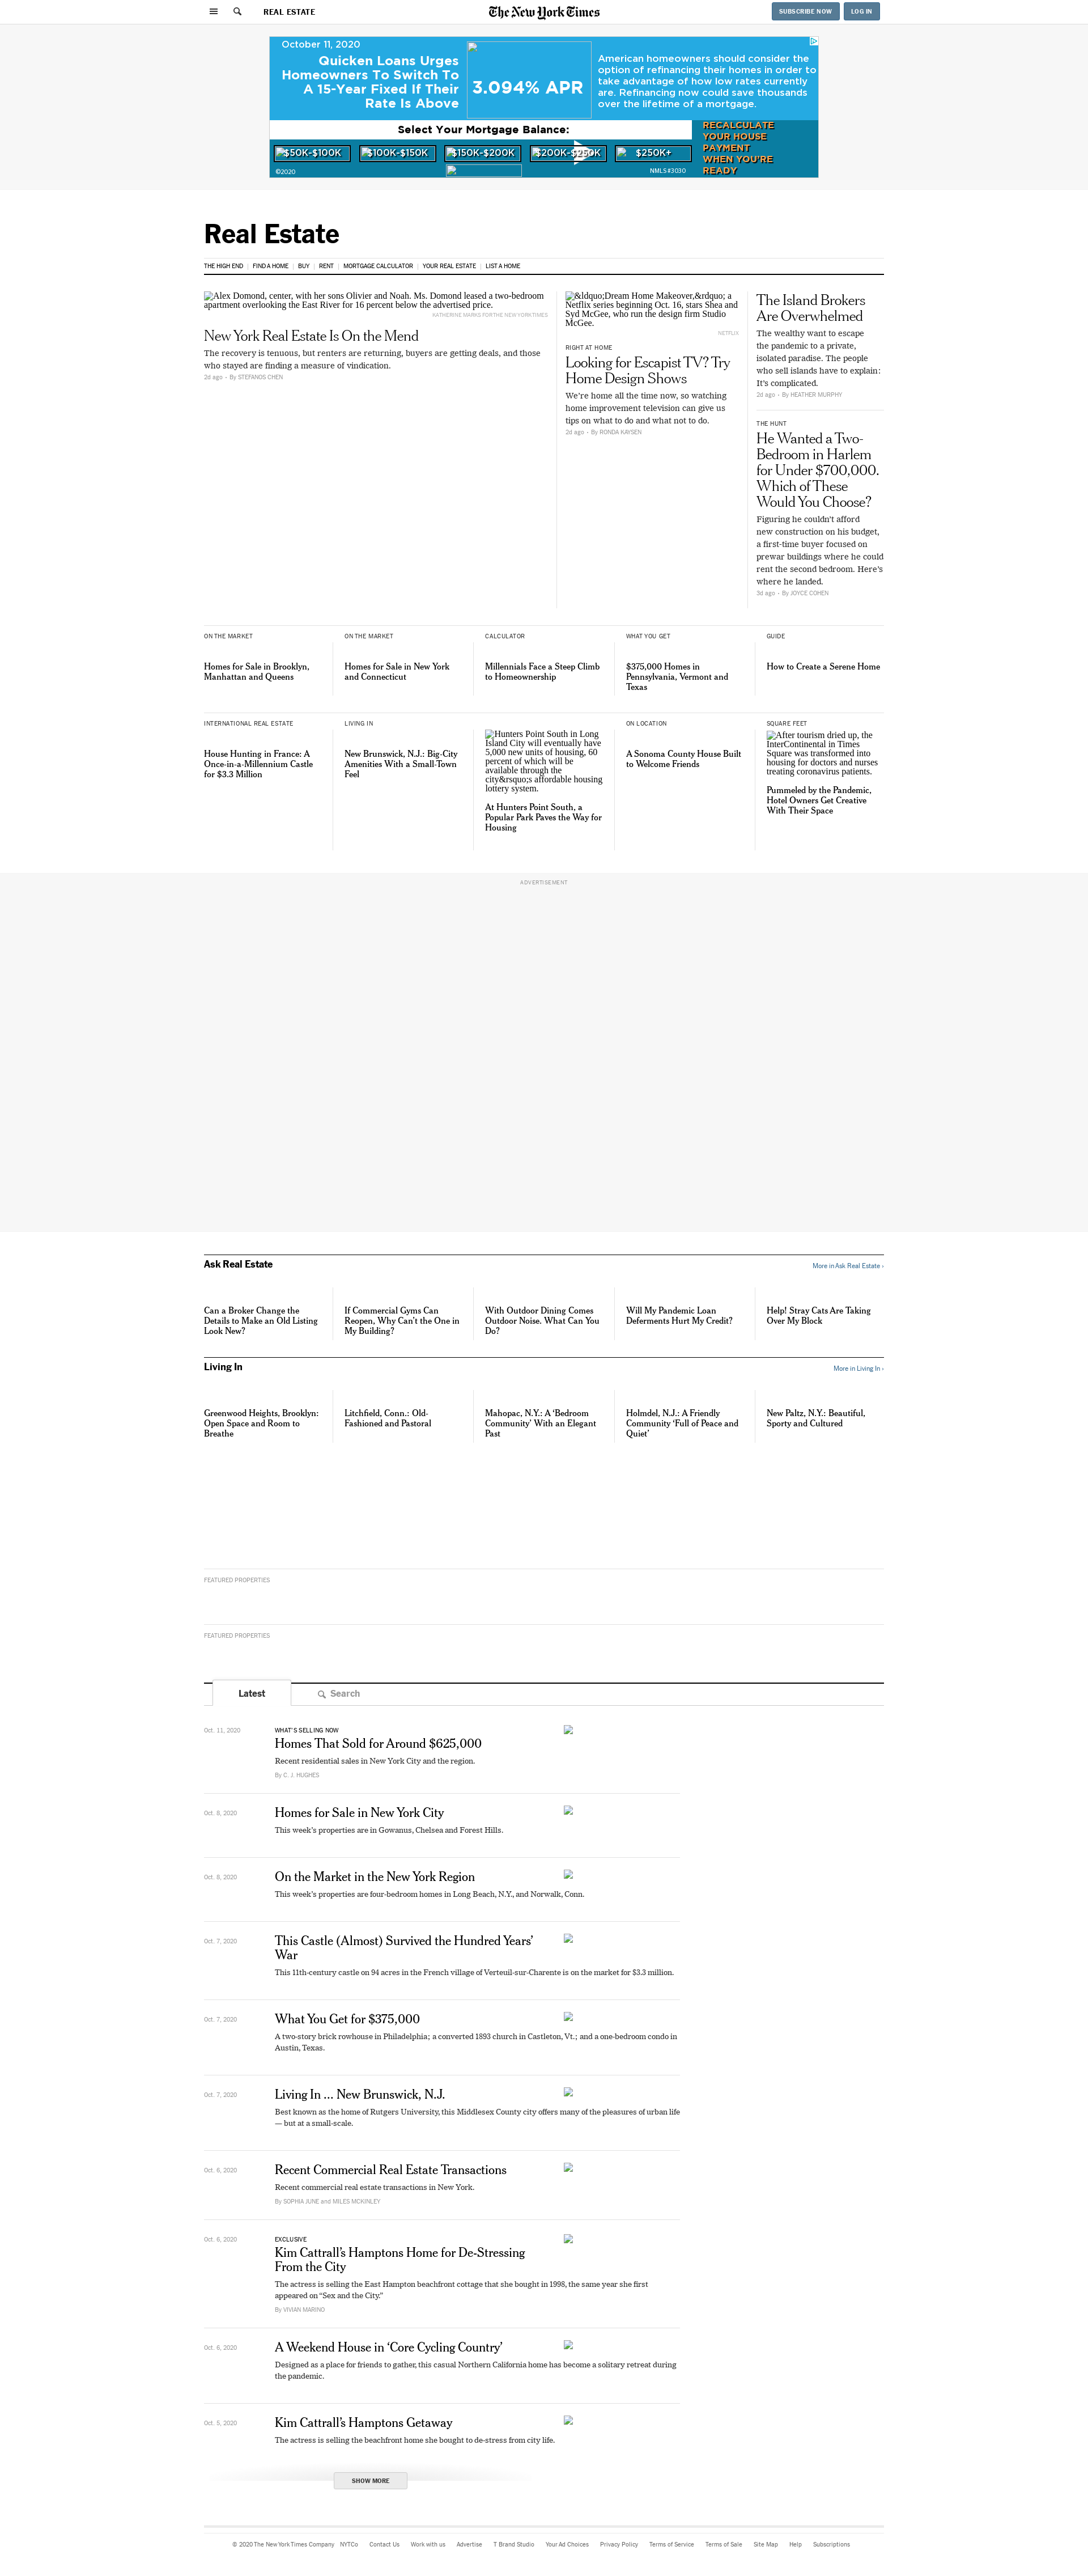 REAL ESTATE
The New York Times
SUBSCRIBE NOW
LOG IN
October 11, 2020
Quicken Loans Urges
Homeowners To Switch To
A 15-Year Fixed If Their
Rate Is Above
3.094% APR
American homeowners should consider the
option of refinancing their homes in order to
take advantage of how low rates currently
are. Refinancing now could save thousands
over the lifetime of a mortgage.
Select Your Mortgage Balance:
$50K-$100K
$100K-$150K
$150K-$200K
$200K-$250K
$250K+
RECALCULATE
YOUR HOUSE
PAYMENT
WHEN YOU'RE
READY
©2020
NMLS#3030
Real Estate
THE HIGH END | FIND A HOME | BUY | RENT | MORTGAGE CALCULATOR | YOUR REAL ESTATE | LIST A HOME
Alex Domond, center, with her sons Olivier and Noah. Ms. Domond leased a two-bedroom
apartment overlooking the East River for 16 percent below the advertised price.
KATHERINE MARKS FOR THE NEW YORK TIMES
New York Real Estate Is On the Mend
The recovery is tenuous, but renters are returning, buyers are getting deals, and those
who stayed are finding a measure of vindication.
2d ago · By STEFANOS CHEN
&ldquo;Dream Home Makeover,&rdquo; a
Netflix series beginning Oct. 16, stars Shea and
Syd McGee, who run the design firm Studio
McGee.
NETFLIX
RIGHT AT HOME
Looking for Escapist TV? Try
Home Design Shows
We're home all the time now, so watching
home improvement television can give us
tips on what to do and what not to do.
2d ago · By RONDA KAYSEN
The Island Brokers
Are Overwhelmed
The wealthy want to escape
the pandemic to a private,
isolated paradise. The people
who sell islands have to explain:
It's complicated.
2d ago · By HEATHER MURPHY
THE HUNT
He Wanted a Two-
Bedroom in Harlem
for Under $700,000.
Which of These
Would You Choose?
Figuring he couldn't afford
new construction on his budget,
a first-time buyer focused on
prewar buildings where he could
rent the second bedroom. Here's
where he landed.
3d ago · By JOYCE COHEN
ON THE MARKET
Homes for Sale in Brooklyn,
Manhattan and Queens
ON THE MARKET
Homes for Sale in New York
and Connecticut
CALCULATOR
Millennials Face a Steep Climb
to Homeownership
WHAT YOU GET
$375,000 Homes in
Pennsylvania, Vermont and
Texas
GUIDE
How to Create a Serene Home
INTERNATIONAL REAL ESTATE
House Hunting in France: A
Once-in-a-Millennium Castle
for $3.3 Million
LIVING IN
New Brunswick, N.J.: Big-City
Amenities With a Small-Town
Feel
Hunters Point South in Long
Island City will eventually have
5,000 new units of housing, 60
percent of which will be
available through the
city&rsquo;s affordable housing
lottery system.
At Hunters Point South, a
Popular Park Paves the Way for
Housing
ON LOCATION
A Sonoma County House Built
to Welcome Friends
SQUARE FEET
After tourism dried up, the
InterContinental in Times
Square was transformed into
housing for doctors and nurses
treating coronavirus patients.
Pummeled by the Pandemic,
Hotel Owners Get Creative
With Their Space
ADVERTISEMENT
Ask Real Estate
More in Ask Real Estate ›
Can a Broker Change the
Details to Make an Old Listing
Look New?
If Commercial Gyms Can
Reopen, Why Can't the One in
My Building?
With Outdoor Dining Comes
Outdoor Noise. What Can You
Do?
Will My Pandemic Loan
Deferments Hurt My Credit?
Help! Stray Cats Are Taking
Over My Block
Living In
More in Living In ›
Greenwood Heights, Brooklyn:
Open Space and Room to
Breathe
Litchfield, Conn.: Old-
Fashioned and Pastoral
Mahopac, N.Y.: A ‘Bedroom
Community’ With an Elegant
Past
Holmdel, N.J.: A Friendly
Community ‘Full of Peace and
Quiet’
New Paltz, N.Y.: Beautiful,
Sporty and Cultured
FEATURED PROPERTIES
FEATURED PROPERTIES
Latest
Search
Oct. 11, 2020
WHAT'S SELLING NOW
Homes That Sold for Around $625,000
Recent residential sales in New York City and the region.
By C. J. HUGHES
Oct. 8, 2020
Homes for Sale in New York City
This week's properties are in Gowanus, Chelsea and Forest Hills.
Oct. 8, 2020
On the Market in the New York Region
This week's properties are four-bedroom homes in Long Beach, N.Y., and Norwalk, Conn.
Oct. 7, 2020
This Castle (Almost) Survived the Hundred Years’
War
This 11th-century castle on 94 acres in the French village of Verteuil-sur-Charente is on the market for $3.3 million.
Oct. 7, 2020
What You Get for $375,000
A two-story brick rowhouse in Philadelphia; a converted 1893 church in Castleton, Vt.; and a one-bedroom condo in
Austin, Texas.
Oct. 7, 2020
Living In ... New Brunswick, N.J.
Best known as the home of Rutgers University, this Middlesex County city offers many of the pleasures of urban life
— but at a small-scale.
Oct. 6, 2020
Recent Commercial Real Estate Transactions
Recent commercial real estate transactions in New York.
By SOPHIA JUNE and MILES MCKINLEY
Oct. 6, 2020
EXCLUSIVE
Kim Cattrall’s Hamptons Home for De-Stressing
From the City
The actress is selling the East Hampton beachfront cottage that she bought in 1998, the same year she first
appeared on “Sex and the City.”
By VIVIAN MARINO
Oct. 6, 2020
A Weekend House in ‘Core Cycling Country’
Designed as a place for friends to gather, this casual Northern California home has become a solitary retreat during
the pandemic.
Oct. 5, 2020
Kim Cattrall’s Hamptons Getaway
The actress is selling the beachfront home she bought to de-stress from city life.
SHOW MORE
© 2020 The New York Times Company NYTCo Contact Us Work with us Advertise T Brand Studio Your Ad Choices Privacy Policy Terms of Service Terms of Sale Site Map Help Subscriptions